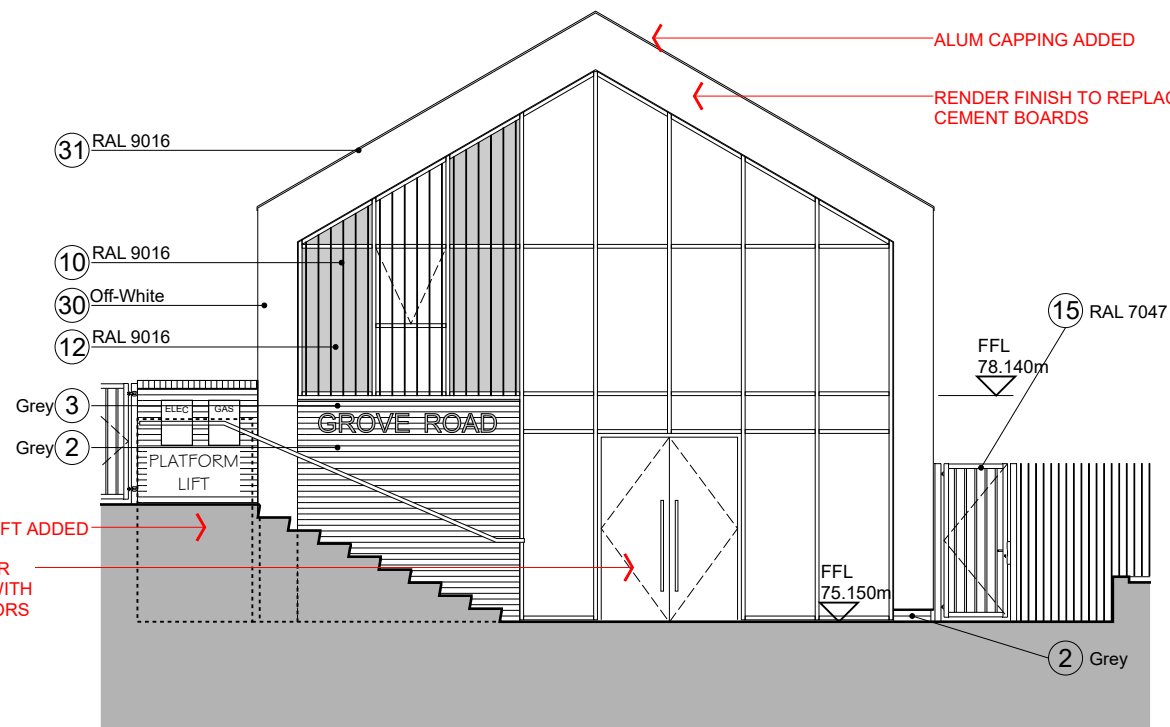 ALUM CAPPING ADDED
RENDER FINISH TO REPLAC
CEMENT BOARDS
31 RAL 9016
10 RAL 9016
30 Off-White
12 RAL 9016
15 RAL 7047
FFL
78.140m
Grey 3
Grey 2
ELEC GAS
GROVE ROAD
PLATFORM
LIFT
FT ADDED
R
WITH
ORS
FFL
75.150m
2 Grey